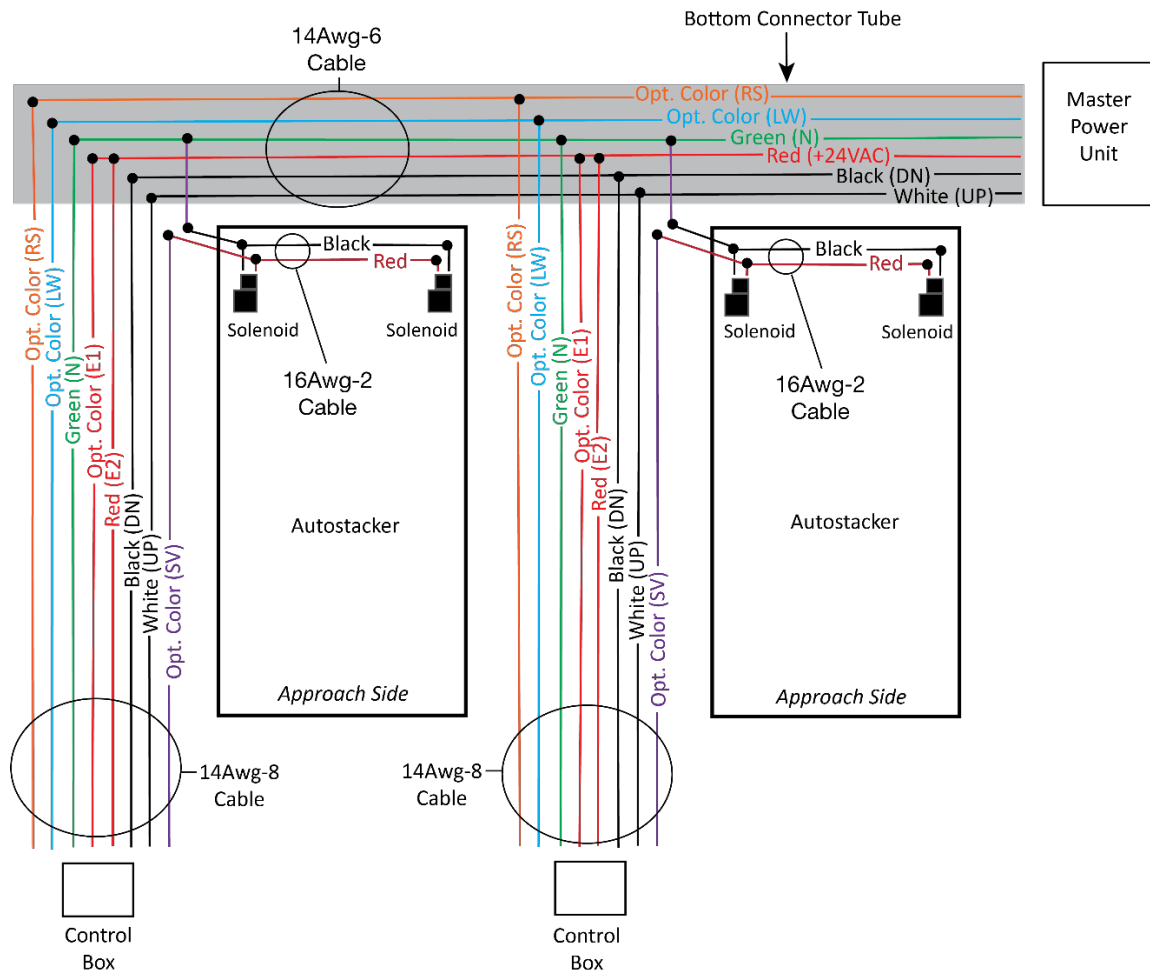 Bottom Connector Tube
14Awg-6
Cable
Opt. Color (RS)
Opt. Color (LW)
Green (N)
Red (+24VAC)
Black (DN)
White (UP)
Master
Power
Unit
Opt. Color (RS)
Opt. Color (LW)
Green (N)
Opt. Color (E1)
Red (E2)
Black (DN)
White (UP)
Opt. Color (SV)
Black
Red
Solenoid
Solenoid
16Awg-2
Cable
Autostacker
Approach Side
14Awg-8
Cable
Control
Box
Opt. Color (RS)
Opt. Color (LW)
Green (N)
Opt. Color (E1)
Red (E2)
Black (DN)
White (UP)
Opt. Color (SV)
Black
Red
Solenoid
Solenoid
16Awg-2
Cable
Autostacker
Approach Side
14Awg-8
Cable
Control
Box